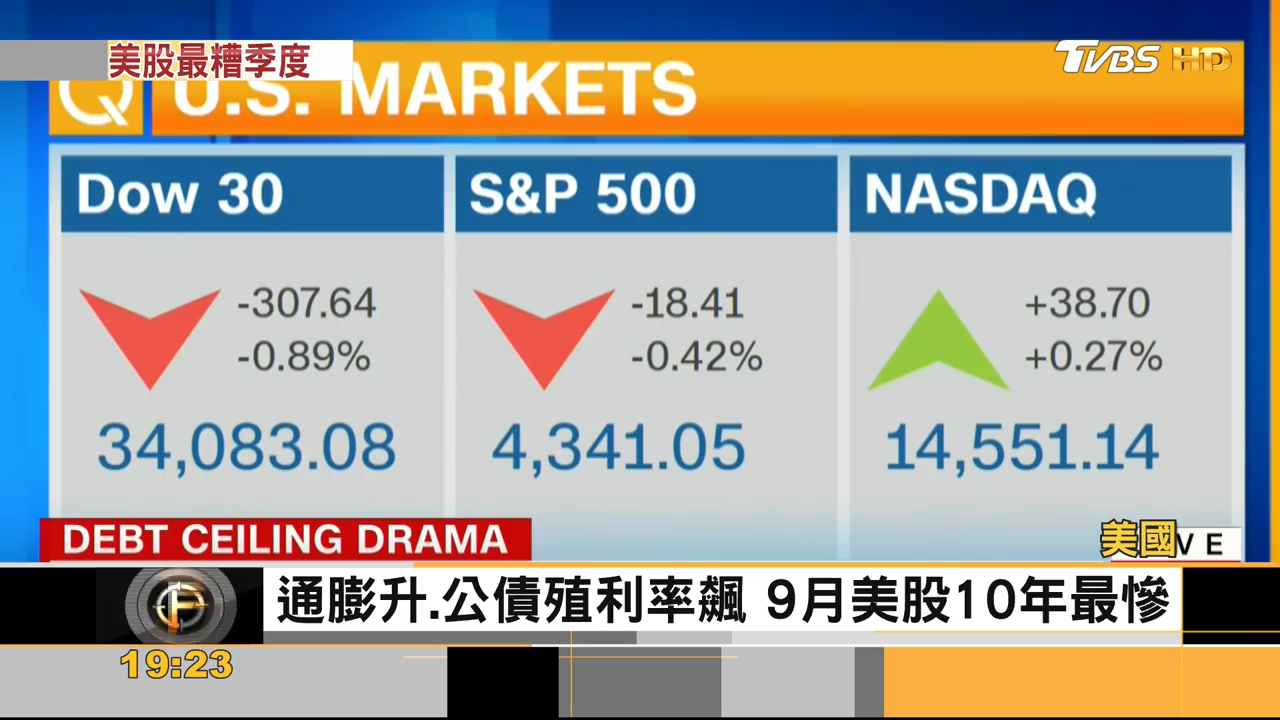 美股最糟季度
TVBS HD
Q U.S. MARKETS
Dow 30
-307.64
-0.89%
34,083.08
S&P 500
-18.41
-0.42%
4,341.05
NASDAQ
+38.70
+0.27%
14,551.14
DEBT CEILING DRAMA
美國
VE
通膨升.公債殖利率飆 9月美股10年最慘
F
19:23